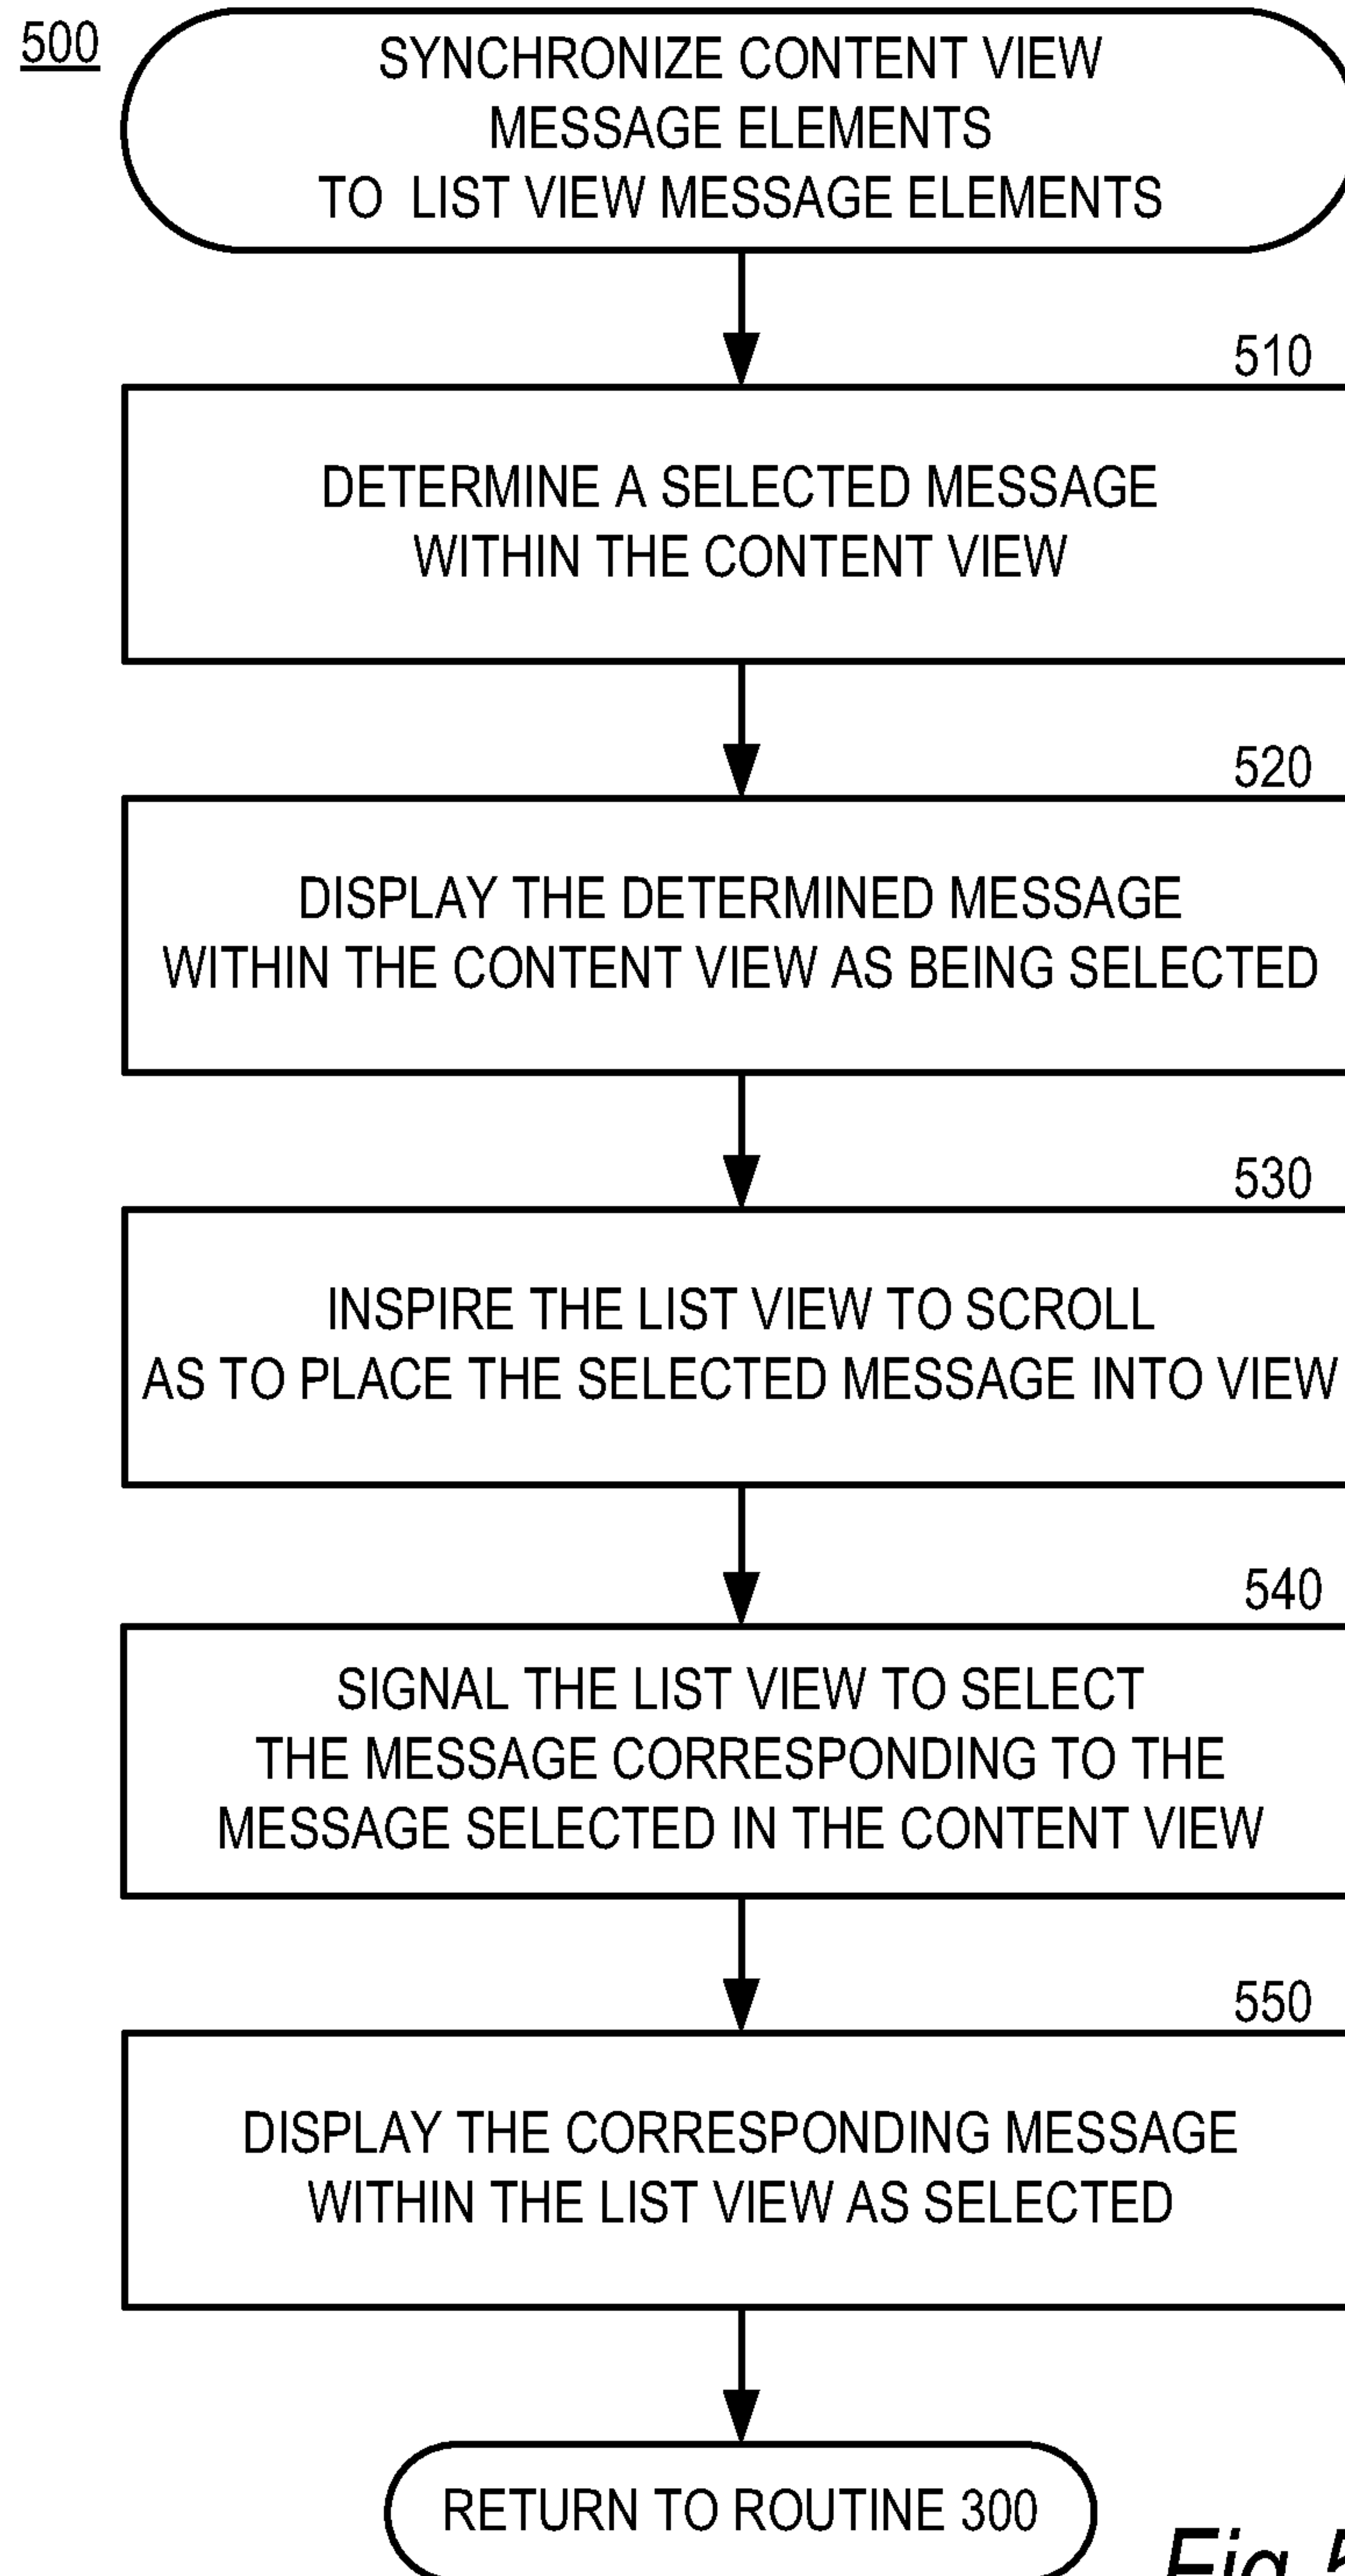 500
SYNCHRONIZE CONTENT VIEW
MESSAGE ELEMENTS
TO LIST VIEW MESSAGE ELEMENTS
510
DETERMINE A SELECTED MESSAGE
WITHIN THE CONTENT VIEW
520
DISPLAY THE DETERMINED MESSAGE
WITHIN THE CONTENT VIEW AS BEING SELECTED
530
INSPIRE THE LIST VIEW TO SCROLL
AS TO PLACE THE SELECTED MESSAGE INTO VIEW
540
SIGNAL THE LIST VIEW TO SELECT
THE MESSAGE CORRESPONDING TO THE
MESSAGE SELECTED IN THE CONTENT VIEW
550
DISPLAY THE CORRESPONDING MESSAGE
WITHIN THE LIST VIEW AS SELECTED
RETURN TO ROUTINE 300
Fig 5